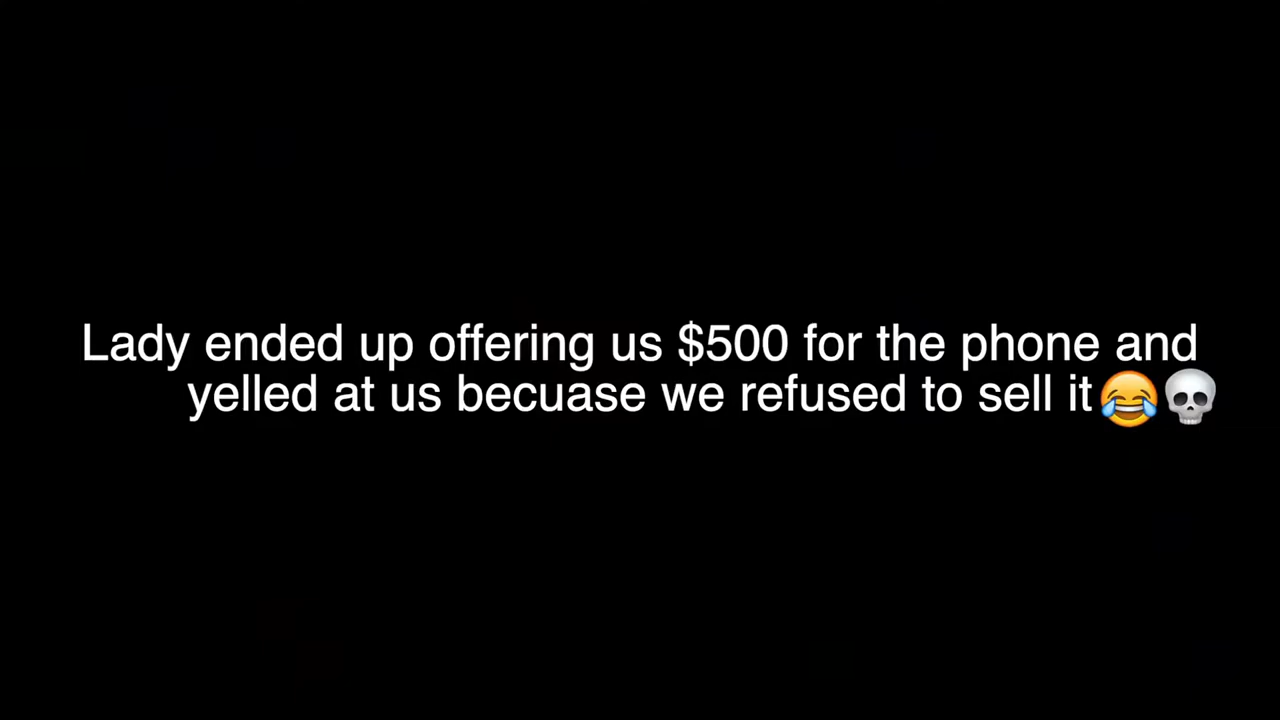 Lady ended up offering us $500 for the phone and
yelled at us becuase we refused to sell it😂💀